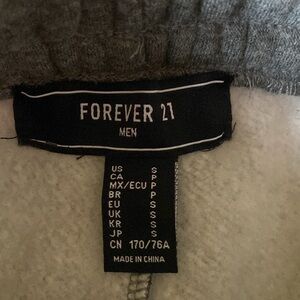 FOREVER 21
MEN
US S
CA P
MX/ECU P
BR P
EU S
UK S
KR S
JP S
CN 170/76A
MADE IN CHINA